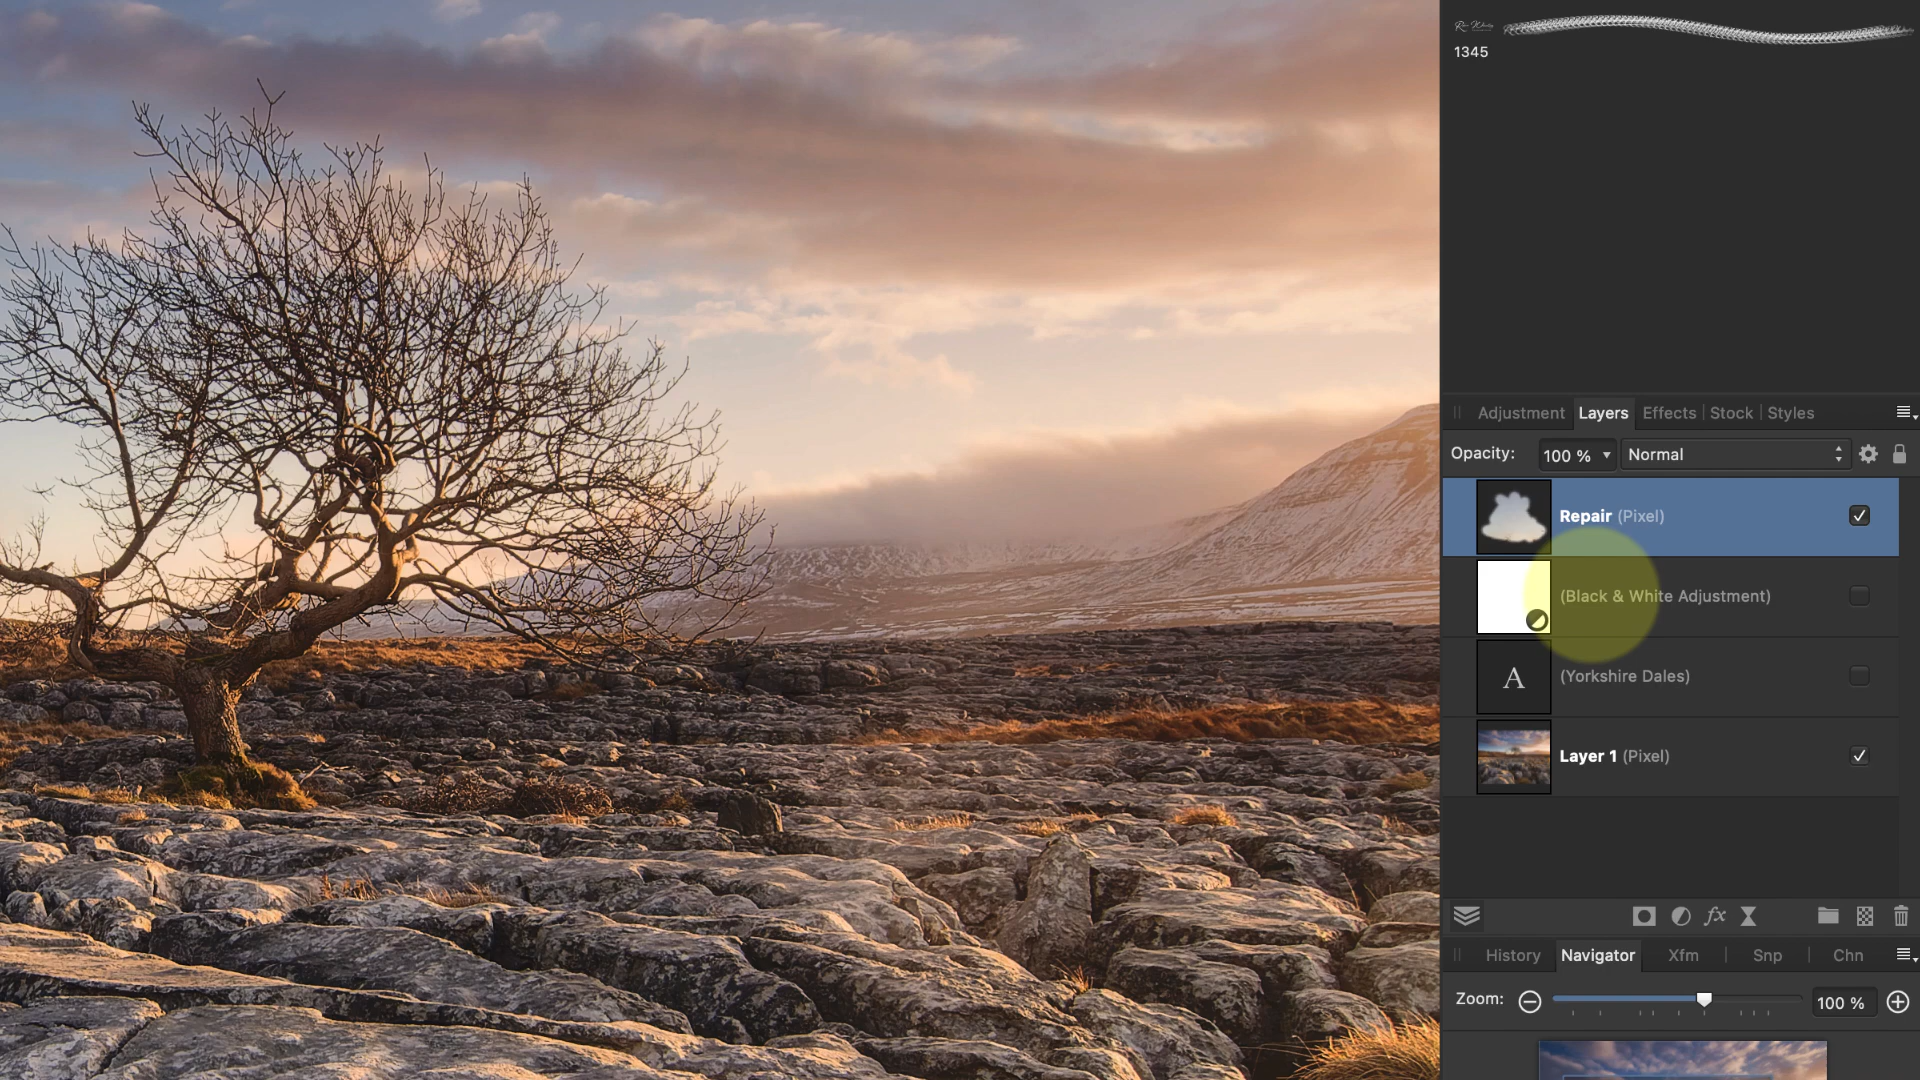 1345
Adjustment Layers Effects Stock Styles
Opacity: 100 % Normal
Repair (Pixel)
(Black & White Adjustment)
A (Yorkshire Dales)
Layer 1 (Pixel)
fx
History Navigator Xfm Snp Chn
Zoom: 100 %